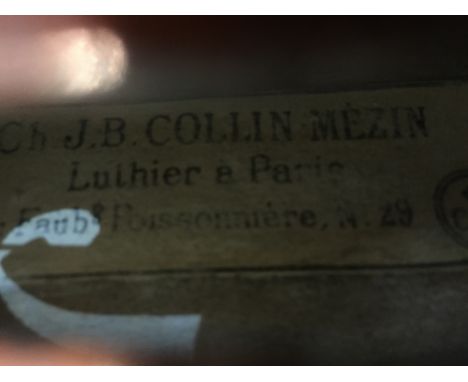 Ch J.B. COLLIN-MÉZIN
Luthier a Paris
Faubg Poissonnière, N. 29